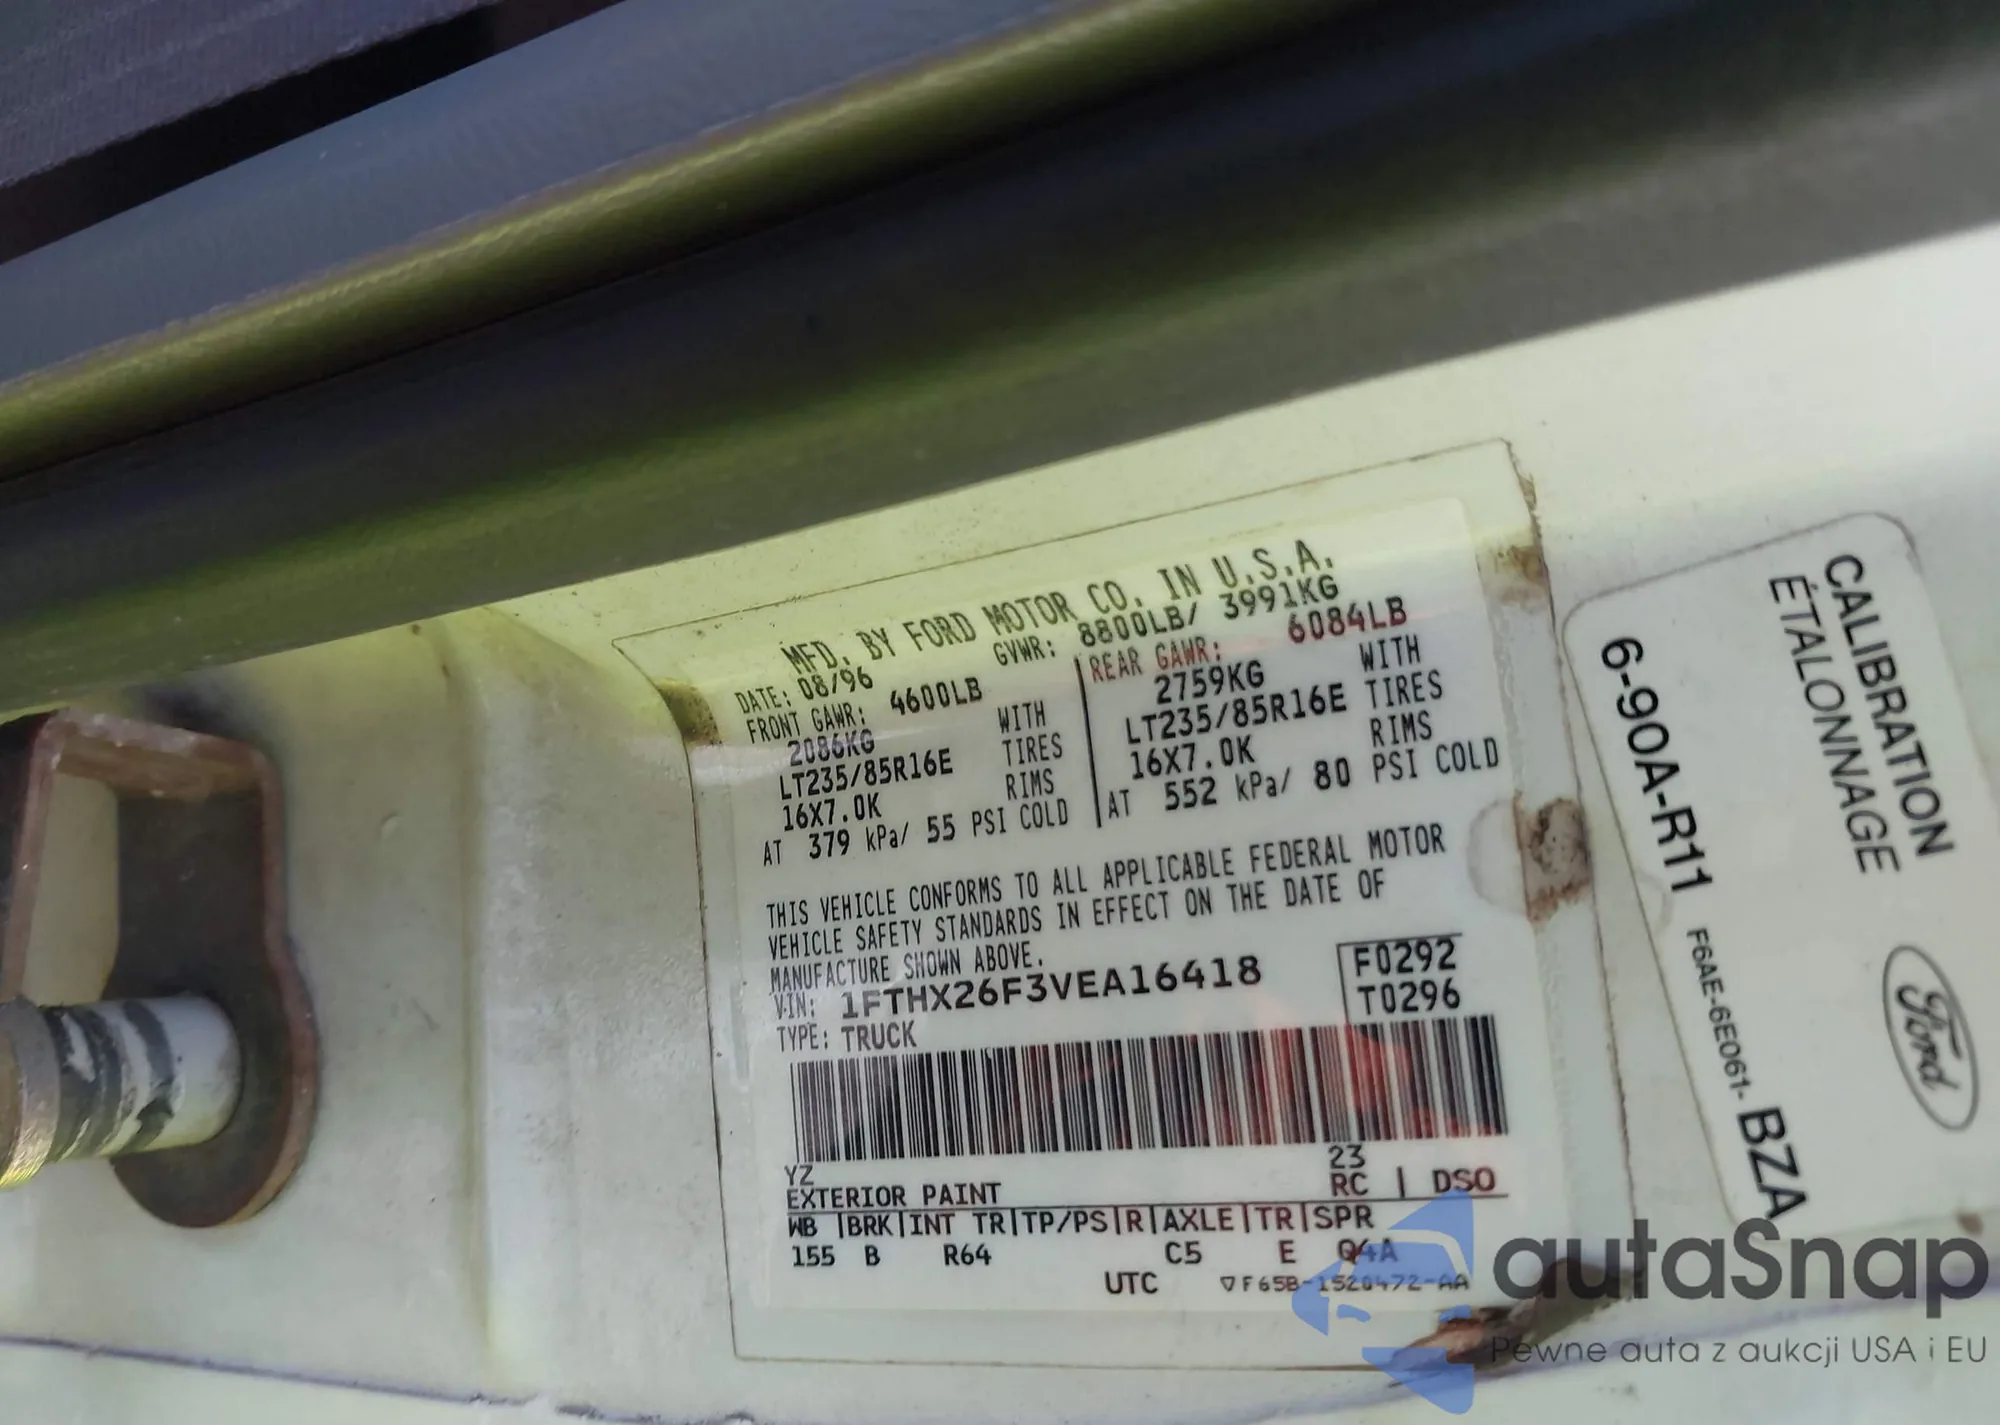 MFD. BY FORD MOTOR CO. IN U.S.A.
DATE: 08/96 GVWR: 8800LB/ 3991KG
FRONT GAWR: 4600LB
2086KG WITH
LT235/85R16E TIRES
16X7.0K RIMS
AT 379 kPa/ 55 PSI COLD
REAR GAWR: 6084LB
2759KG WITH
LT235/85R16E TIRES
16X7.0K RIMS
AT 552 kPa/ 80 PSI COLD
THIS VEHICLE CONFORMS TO ALL APPLICABLE FEDERAL MOTOR
VEHICLE SAFETY STANDARDS IN EFFECT ON THE DATE OF
MANUFACTURE SHOWN ABOVE.
VIN: 1FTHX26F3VEA16418
TYPE: TRUCK
F0292
T0296
YZ
EXTERIOR PAINT
23
RC | DSO
WB |BRK|INT TR|TP/PS|R|AXLE|TR|SPR
155 B R64 C5 E Q4A
UTC ▽F65B-1520472-AA
CALIBRATION
ÉTALONNAGE
6-90A-R11 F6AE-6E061- BZA
Ford
autaSnap
Pewne auta z aukcji USA i EU